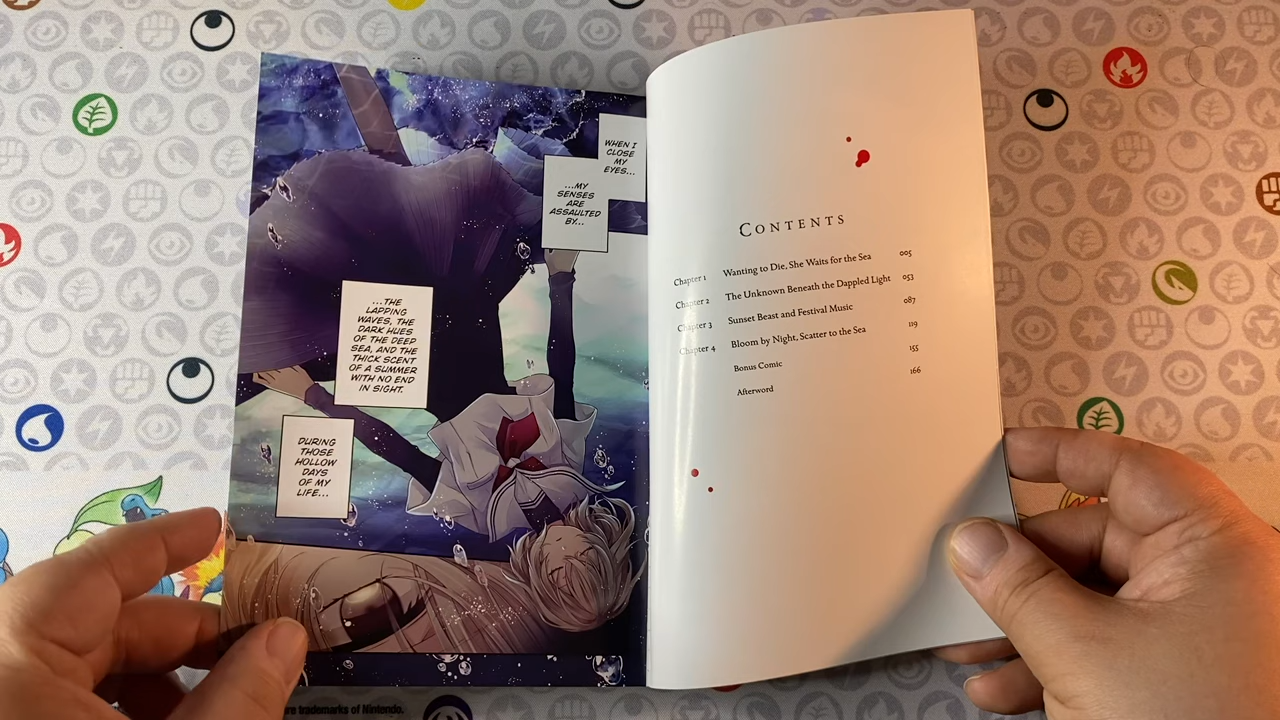 WHEN I
CLOSE
MY
EYES...
...MY
SENSES
ARE
ASSAULTED
BY...
...THE
LAPPING
WAVES, THE
DARK HUES
OF THE DEEP
SEA, AND THE
THICK SCENT
OF A SUMMER
WITH NO END
IN SIGHT.
DURING
THOSE
HOLLOW
DAYS
OF MY
LIFE...
CONTENTS
Chapter 1 Wanting to Die, She Waits for the Sea 005
Chapter 2 The Unknown Beneath the Dappled Light 053
Chapter 3 Sunset Beast and Festival Music 087
Chapter 4 Bloom by Night, Scatter to the Sea 119
Bonus Comic 155
Afterword 166
re trademarks of Nintendo.